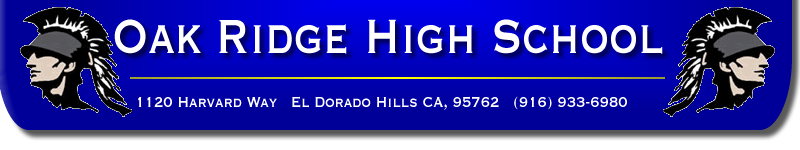 Oak Ridge High School
1120 Harvard Way El Dorado Hills CA, 95762 (916) 933-6980